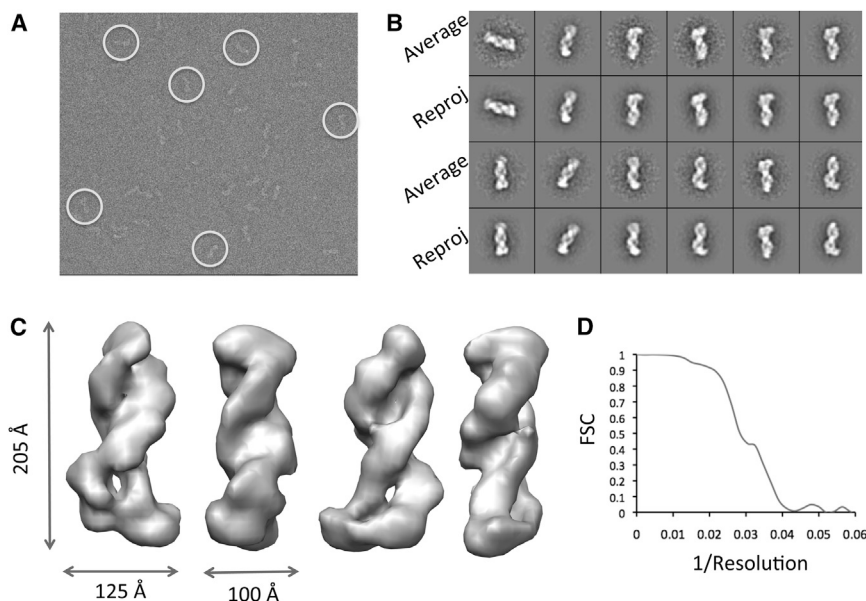 A
B
Average
Reproj
Average
Reproj
C
205 Å
125 Å
100 Å
D
FSC
1
0.9
0.8
0.7
0.6
0.5
0.4
0.3
0.2
0.1
0
0 0.01 0.02 0.03 0.04 0.05 0.06
1/Resolution